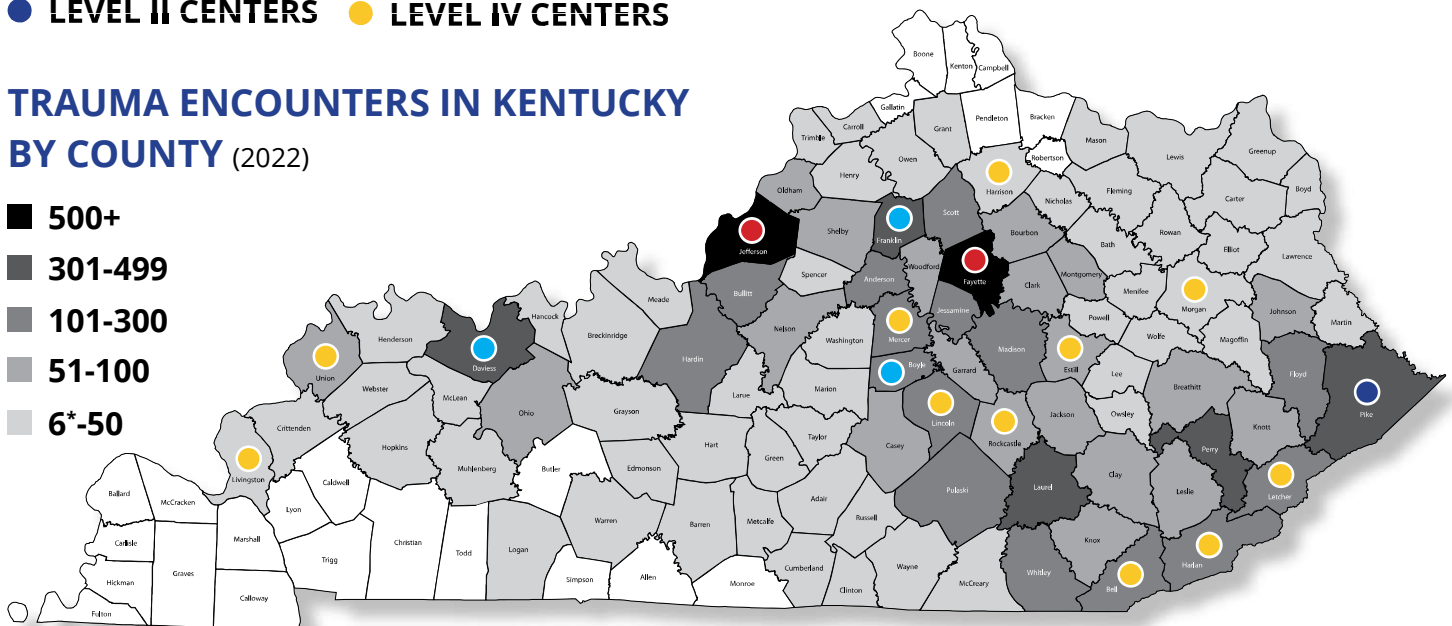 LEVEL II CENTERS LEVEL IV CENTERS
TRAUMA ENCOUNTERS IN KENTUCKY
BY COUNTY (2022)
500+
301-499
101-300
51-100
6*-50
Boone
Kenton
Campbell
Gallatin
Pendleton
Bracken
Trimble
Carroll
Grant
Mason
Owen
Robertson
Lewis
Greenup
Henry
Harrison
Oldham
Nicholas
Fleming
Carter
Boyd
Scott
Jefferson
Shelby
Franklin
Bourbon
Bath
Rowan
Elliot
Lawrence
Spencer
Woodford
Anderson
Fayette
Clark
Montgomery
Menifee
Morgan
Johnson
Martin
Meade
Bullitt
Hancock
Breckinridge
Nelson
Jessamine
Powell
Wolfe
Magoffin
Henderson
Daviess
Hardin
Washington
Mercer
Madison
Estill
Lee
Floyd
Union
Webster
McLean
Ohio
Grayson
Larue
Marion
Boyle
Garrard
Breathitt
Pike
Crittenden
Hopkins
Muhlenberg
Hart
Green
Taylor
Casey
Lincoln
Rockcastle
Jackson
Owsley
Knott
Perry
Livingston
Caldwell
Butler
Edmonson
Adair
Pulaski
Laurel
Clay
Leslie
Letcher
Ballard
McCracken
Lyon
Warren
Barren
Metcalfe
Russell
Knox
Carlisle
Marshall
Trigg
Christian
Todd
Logan
Simpson
Allen
Monroe
Cumberland
Clinton
Wayne
McCreary
Whitley
Bell
Harlan
Hickman
Graves
Calloway
Fulton